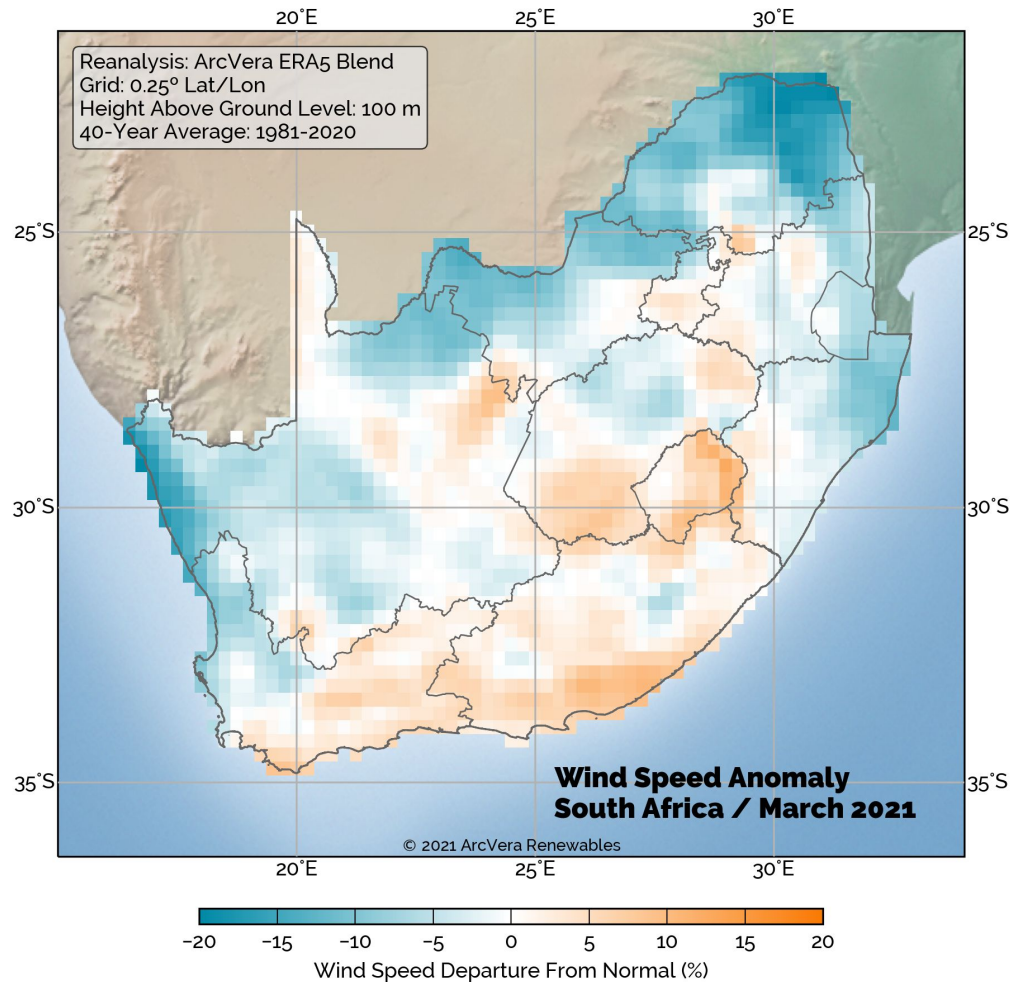 20°E 25°E 30°E
Reanalysis: ArcVera ERA5 Blend
Grid: 0.25º Lat/Lon
Height Above Ground Level: 100 m
40-Year Average: 1981-2020
25°S 25°S
30°S 30°S
35°S 35°S
Wind Speed Anomaly
South Africa / March 2021
© 2021 ArcVera Renewables
20°E 25°E 30°E
−20 −15 −10 −5 0 5 10 15 20
Wind Speed Departure From Normal (%)